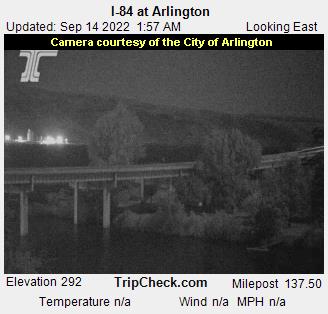 I-84 at Arlington
Updated: Sep 14 2022 1:57 AM Looking East
Camera courtesy of the City of Arlington
Elevation 292 TripCheck.com Milepost 137.50
Temperature n/a Wind n/a MPH n/a